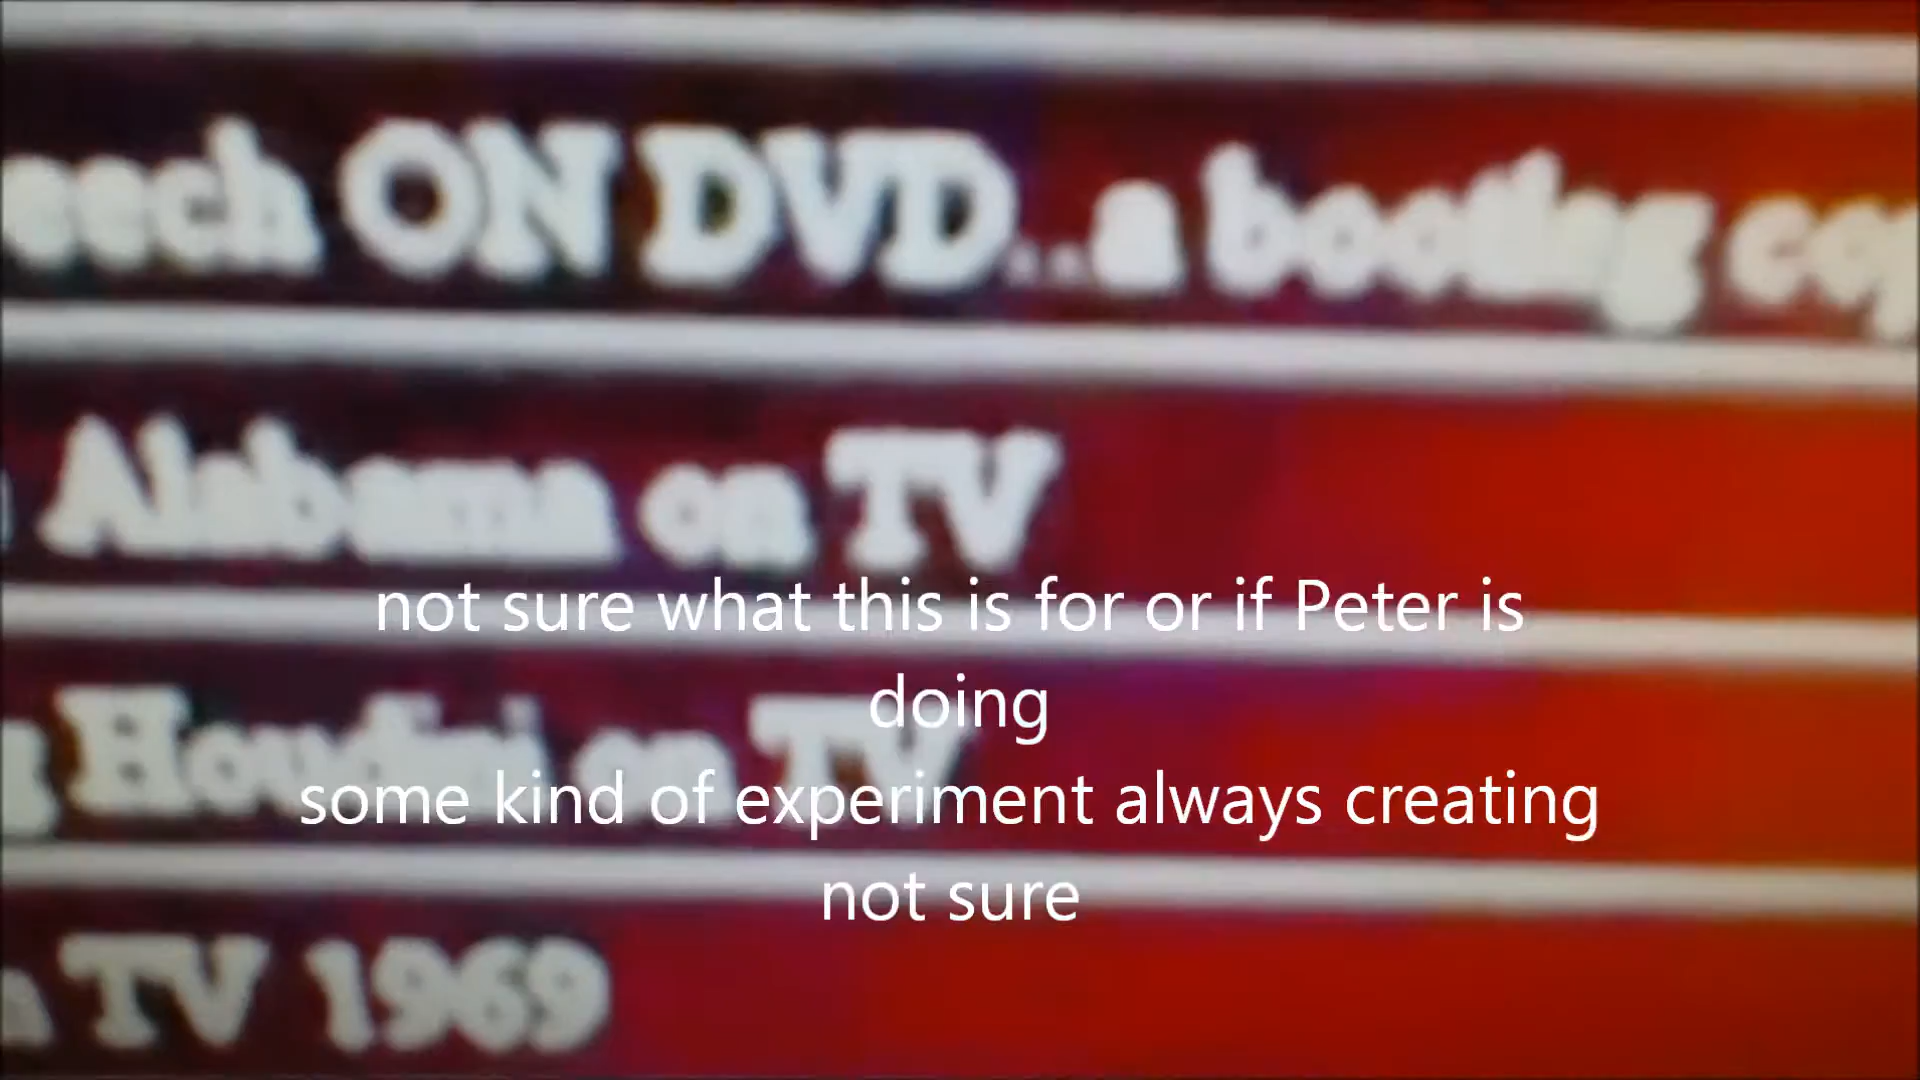 eech ON DVD...a bootleg cop
Alabama on TV
not sure what this is for or if Peter is
doing
Houdini on TV
some kind of experiment always creating
not sure
TV 1969